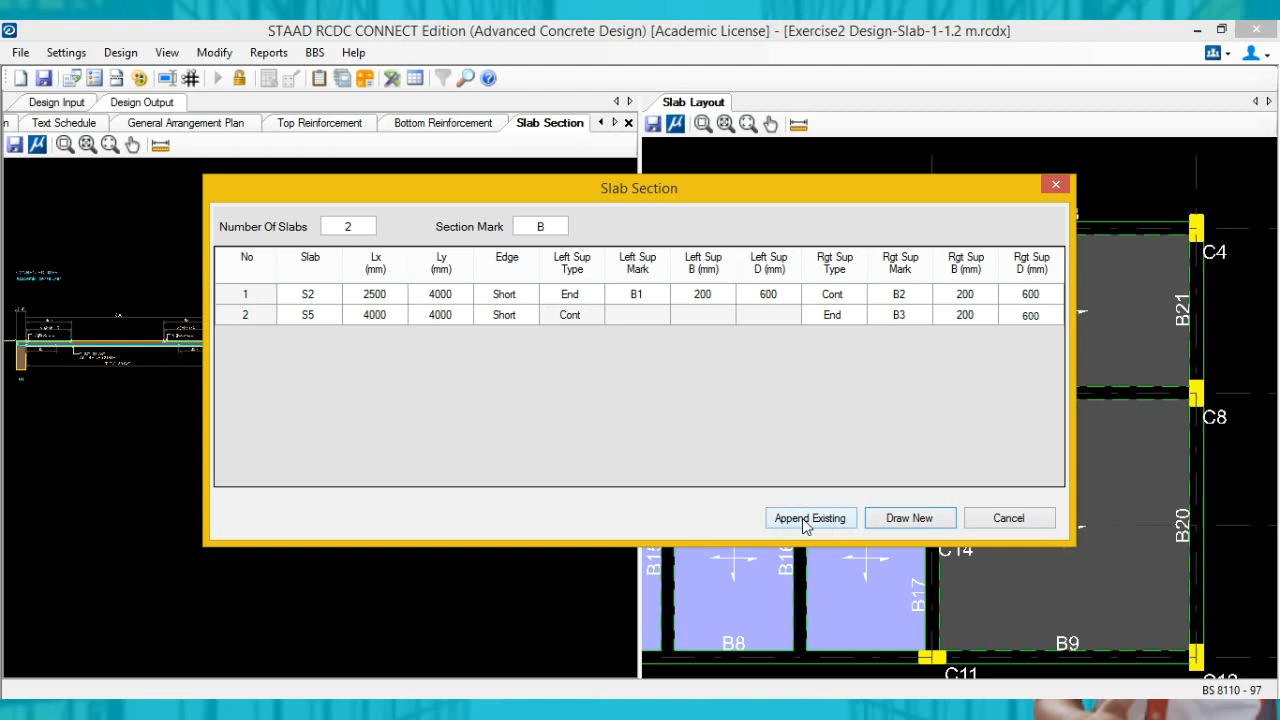 STAAD RCDC CONNECT Edition (Advanced Concrete Design) [Academic License] - [Exercise2 Design-Slab-1-1.2 m.rcdx]
File Settings Design View Modify Reports BBS Help
Design Input Design Output Slab Layout
n Text Schedule General Arrangement Plan Top Reinforcement Bottom Reinforcement Slab Section
Slab Section
Number Of Slabs 2 Section Mark B
No Slab Lx (mm) Ly (mm) Edge Left Sup Type Left Sup Mark Left Sup B (mm) Left Sup D (mm) Rgt Sup Type Rgt Sup Mark Rgt Sup B (mm) Rgt Sup D (mm)
1 S2 2500 4000 Short End B1 200 600 Cont B2 200 600
2 S5 4000 4000 Short Cont End B3 200 600
Append Existing Draw New Cancel
C4
B21
C8
B20
C14
B16
B17
B8
B9
C11
BS 8110 - 97